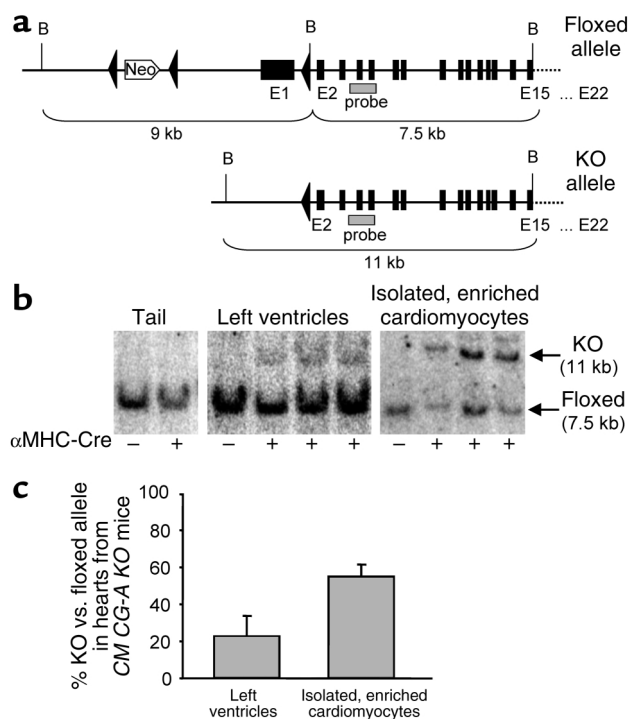 a
B B B Floxed
allele
Neo
E1 E2 E15 ... E22
probe
9 kb 7.5 kb
B B KO
allele
E2 E15 ... E22
probe
11 kb
b
Tail Left ventricles Isolated, enriched
cardiomyocytes
KO
(11 kb)
Floxed
(7.5 kb)
αMHC-Cre – + – + + + – + + +
c
% KO vs. floxed allele
in hearts from
CM CG-A KO mice
100
80
60
40
20
0
Left
ventricles
Isolated, enriched
cardiomyocytes